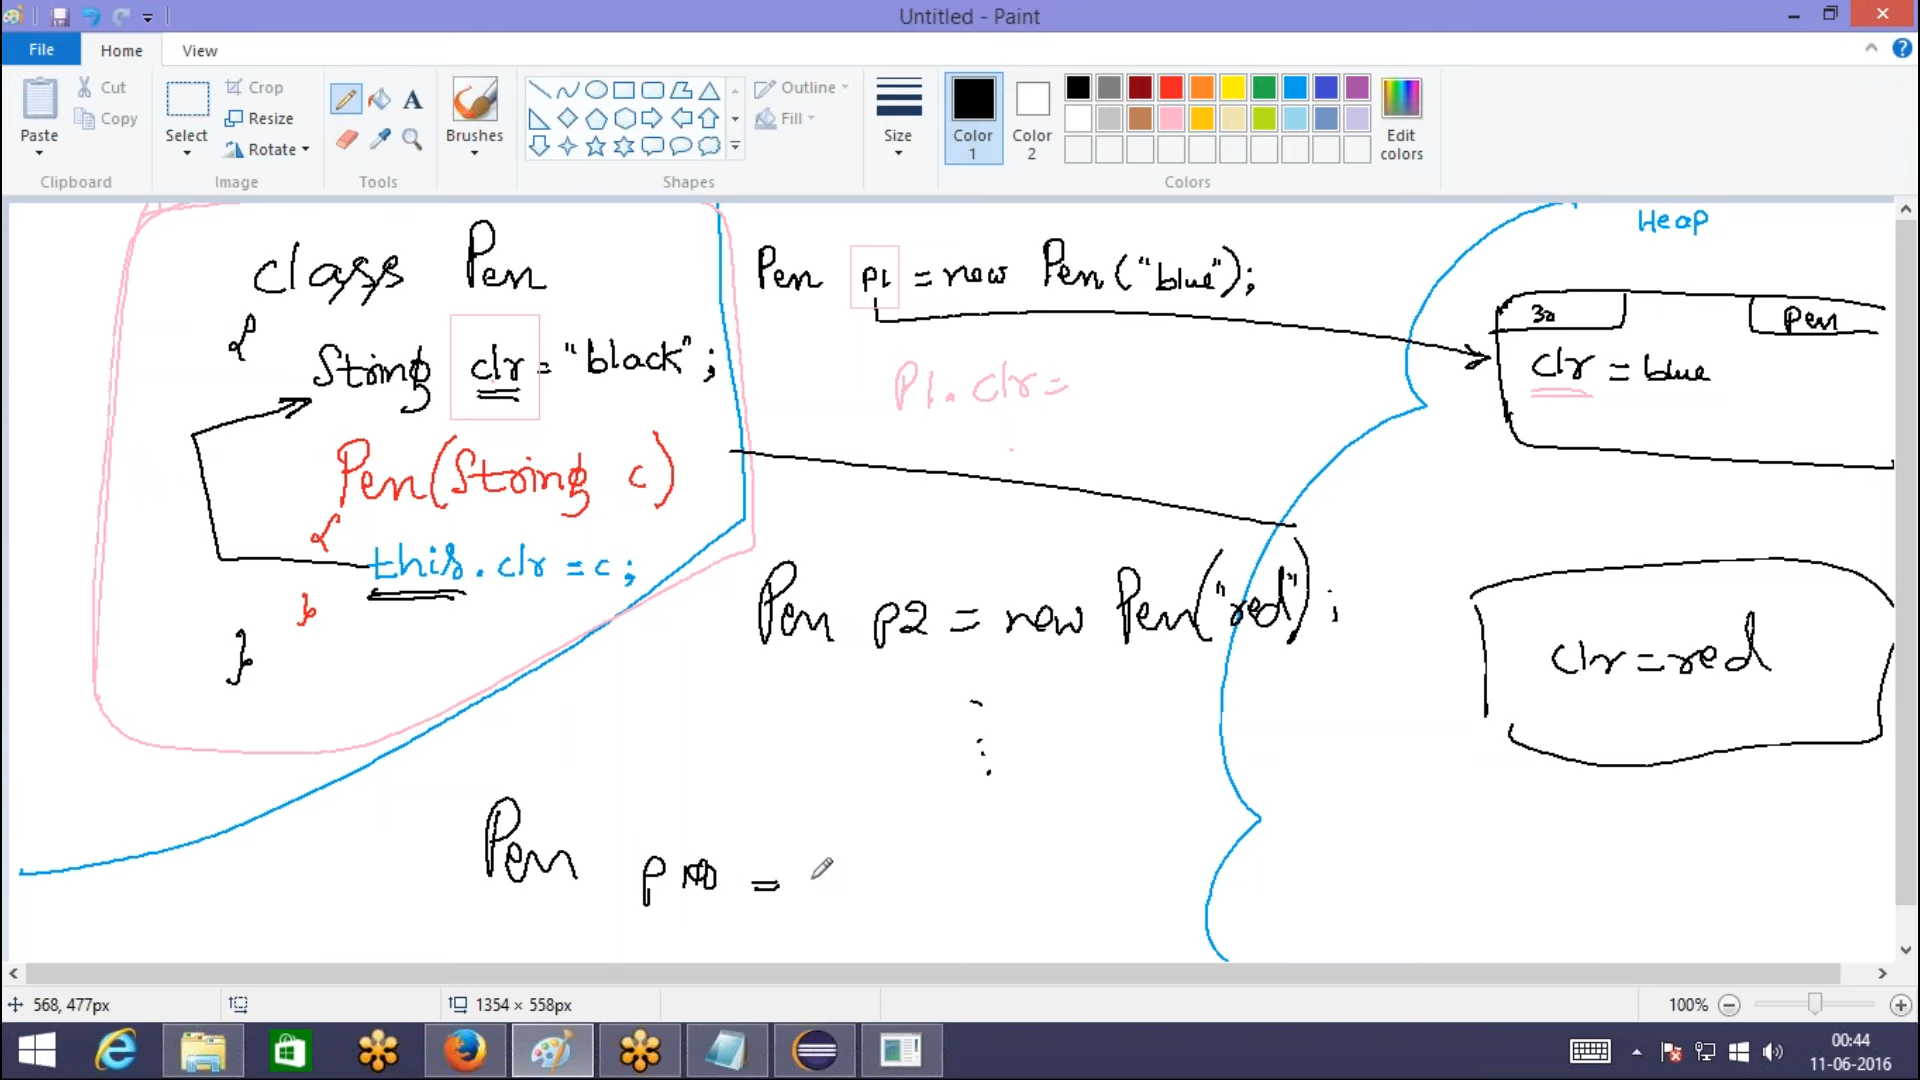 Untitled - Paint
File Home View
Paste Cut Copy Clipboard
Select Crop Resize Rotate Image
Tools
Brushes
Outline Fill Shapes
Size
Color 1 Color 2 Edit colors Colors
Heap
class Pen
{
String clr = "black";
Pen(String c)
{
this.clr = c;
}
}
Pen p1 = new Pen("blue");
P1.clr=
Pen p2 = new Pen("red");
Pen
clr = blue
clr=red
Pen p =
568, 477px
1354 × 558px
100%
00:44
11-06-2016